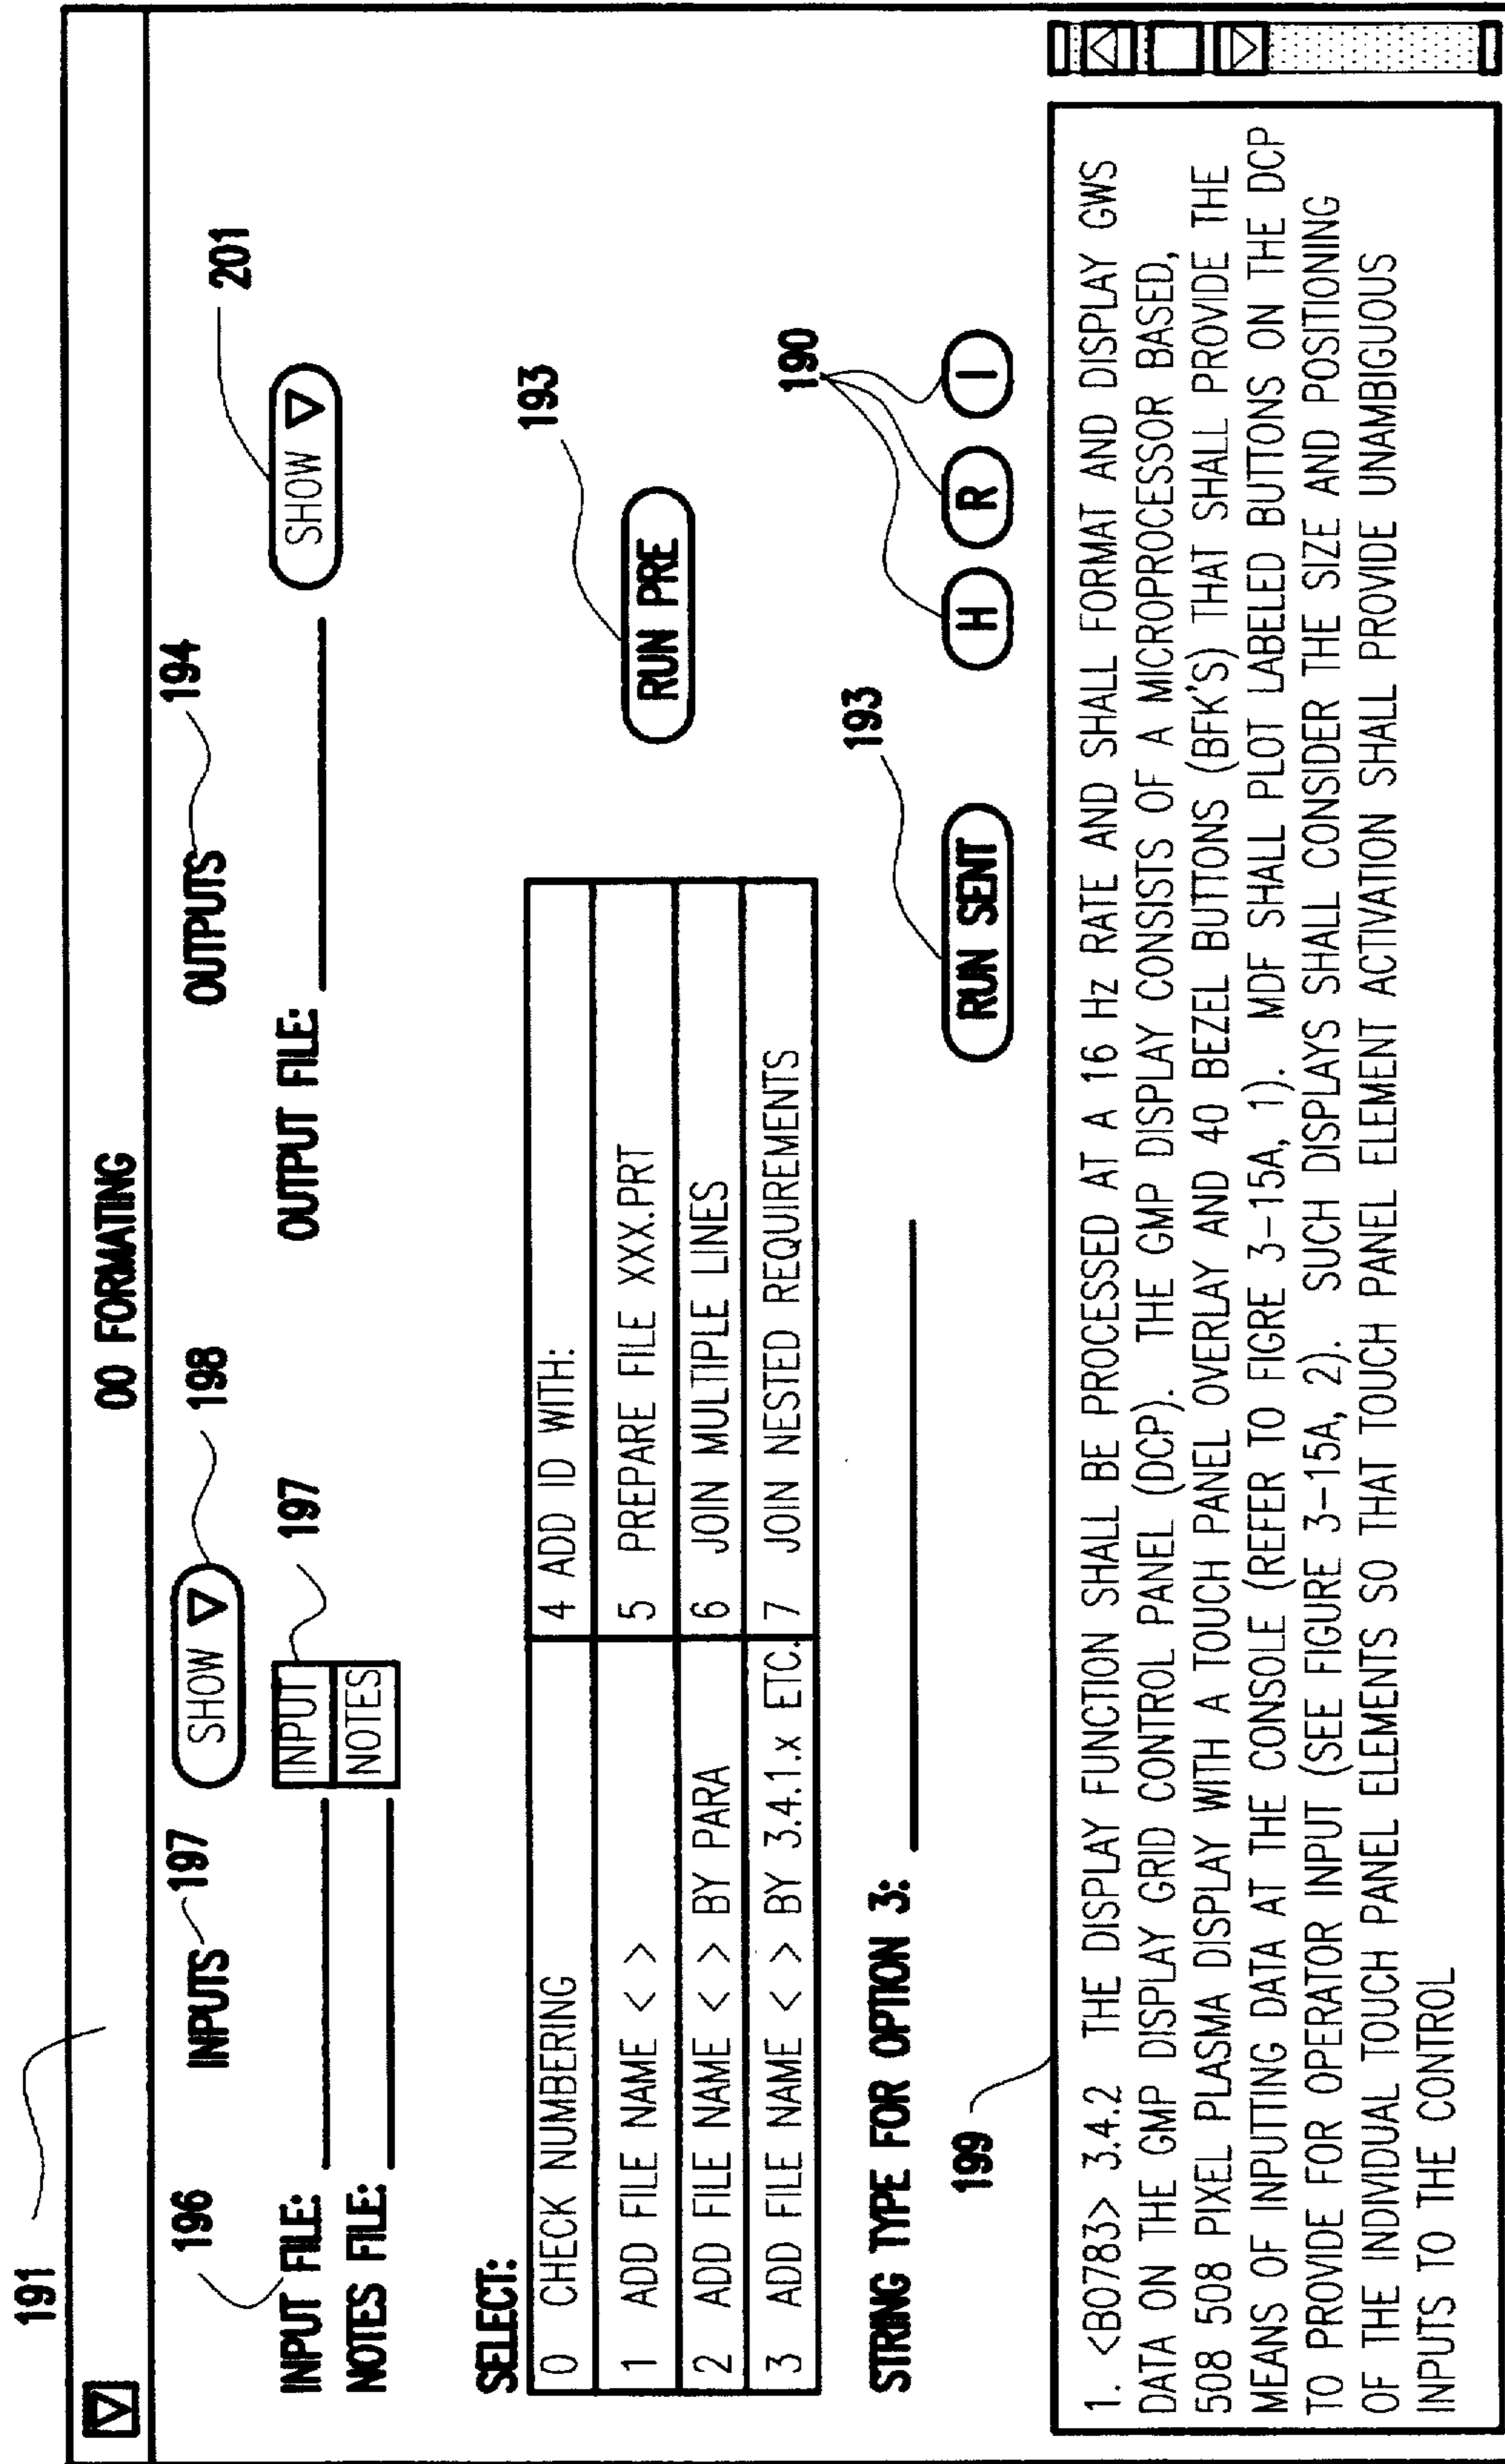 191
00 FORMATING
196
INPUTS 197
SHOW
198
OUTPUTS 194
201
INPUT FILE:
INPUT
197
OUTPUT FILE:
SHOW
NOTES FILE:
NOTES
SELECT:
0 CHECK NUMBERING
4 ADD ID WITH:
1 ADD FILE NAME < >
5 PREPARE FILE XXX.PRT
2 ADD FILE NAME < > BY PARA
6 JOIN MULTIPLE LINES
3 ADD FILE NAME < > BY 3.4.1.x ETC.
7 JOIN NESTED REQUIREMENTS
193
RUN PRE
STRING TYPE FOR OPTION 3:
193
190
RUN SENT
H
R
I
199
1. <B0783> 3.4.2 THE DISPLAY FUNCTION SHALL BE PROCESSED AT A 16 Hz RATE AND SHALL FORMAT AND DISPLAY GWS
DATA ON THE GMP DISPLAY GRID CONTROL PANEL (DCP). THE GMP DISPLAY CONSISTS OF A MICROPROCESSOR BASED,
508 508 PIXEL PLASMA DISPLAY WITH A TOUCH PANEL OVERLAY AND 40 BEZEL BUTTONS (BFK'S) THAT SHALL PROVIDE THE
MEANS OF INPUTTING DATA AT THE CONSOLE (REFER TO FIGRE 3-15A, 1). MDF SHALL PLOT LABELED BUTTONS ON THE DCP
TO PROVIDE FOR OPERATOR INPUT (SEE FIGURE 3-15A, 2). SUCH DISPLAYS SHALL CONSIDER THE SIZE AND POSITIONING
OF THE INDIVIDUAL TOUCH PANEL ELEMENTS SO THAT TOUCH PANEL ELEMENT ACTIVATION SHALL PROVIDE UNAMBIGUOUS
INPUTS TO THE CONTROL